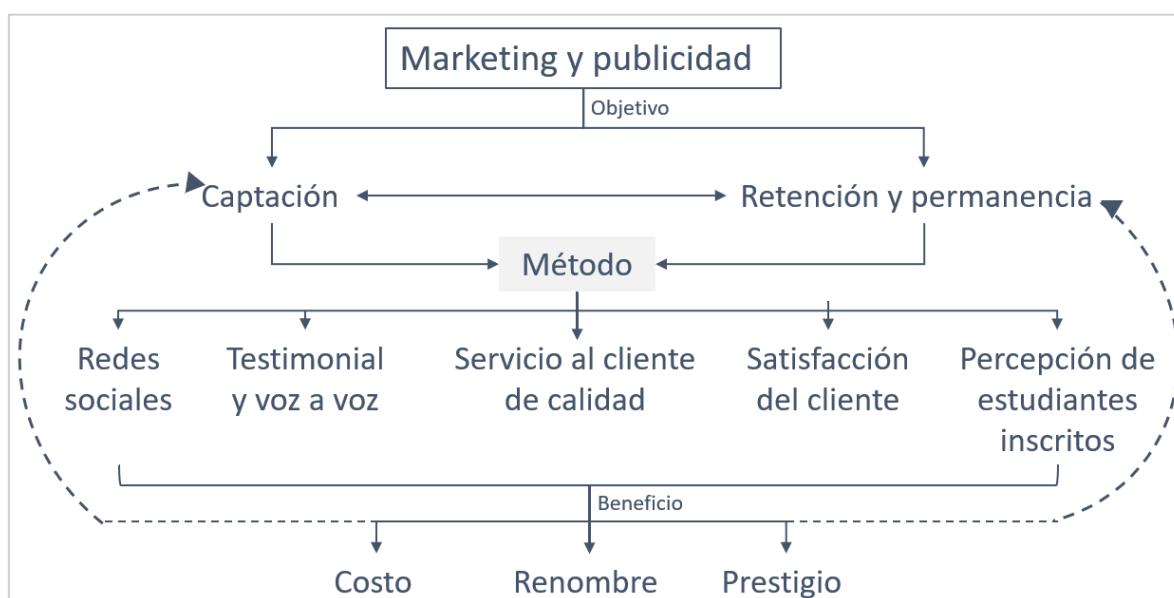 Marketing y publicidad
Objetivo
Captación
Retención y permanencia
Método
Redes
sociales
Testimonial
y voz a voz
Servicio al cliente
de calidad
Satisfacción
del cliente
Percepción de
estudiantes
inscritos
Beneficio
Costo
Renombre
Prestigio